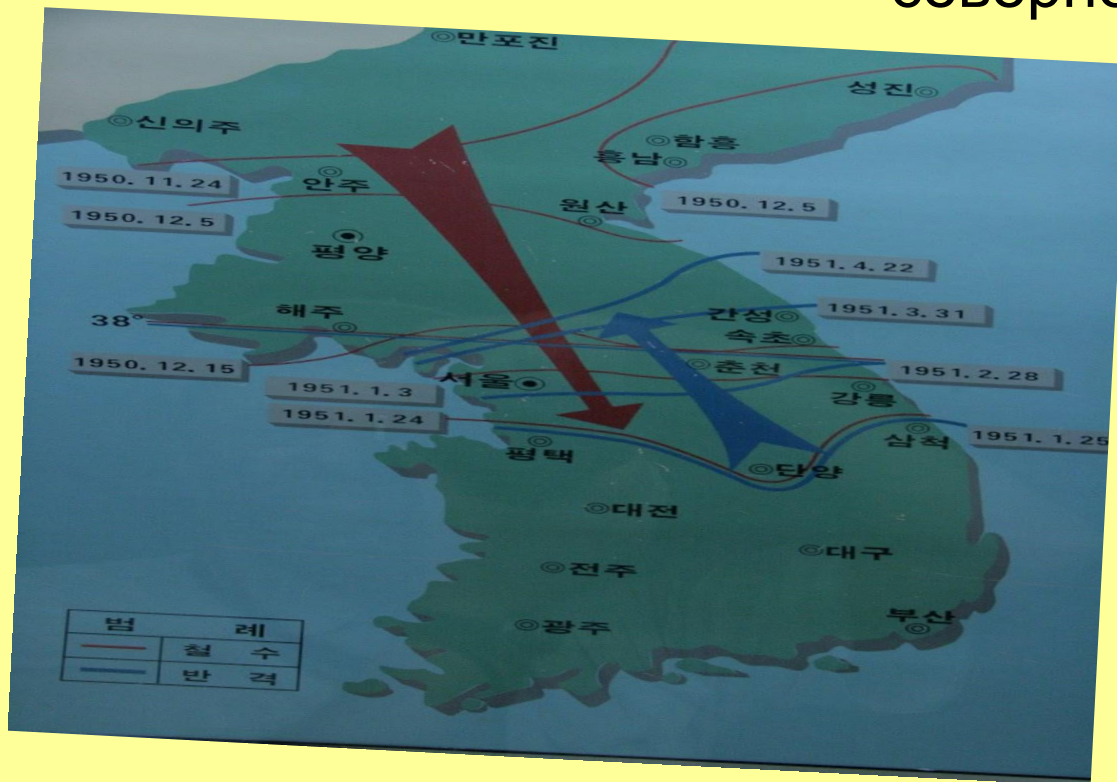 만포진
성진
신의주
함흥
흥남
1950.11.24
안주
1950.12.5
원산
1950.12.5
평양
1951.4.22
해주
간성
1951.3.31
38°
속초
1950.12.15
춘천
1951.2.28
1951.1.3
서울
강릉
1951.1.24
삼척
1951.1.25
평택
단양
대전
대구
전주
부산
광주
범 례
철 수
반 격